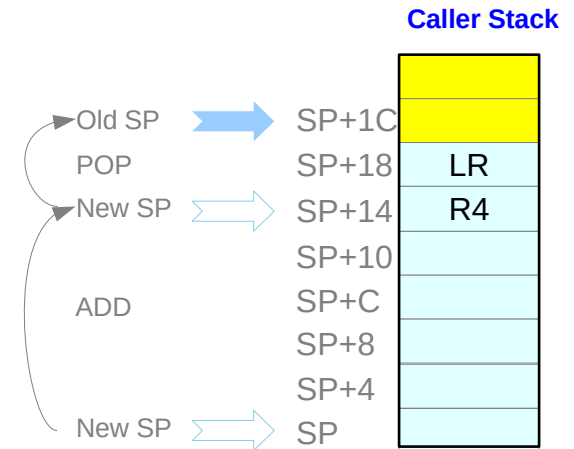 Caller Stack
Old SP SP+1C
POP SP+18 LR
New SP SP+14 R4
SP+10
ADD SP+C
SP+8
SP+4
New SP SP